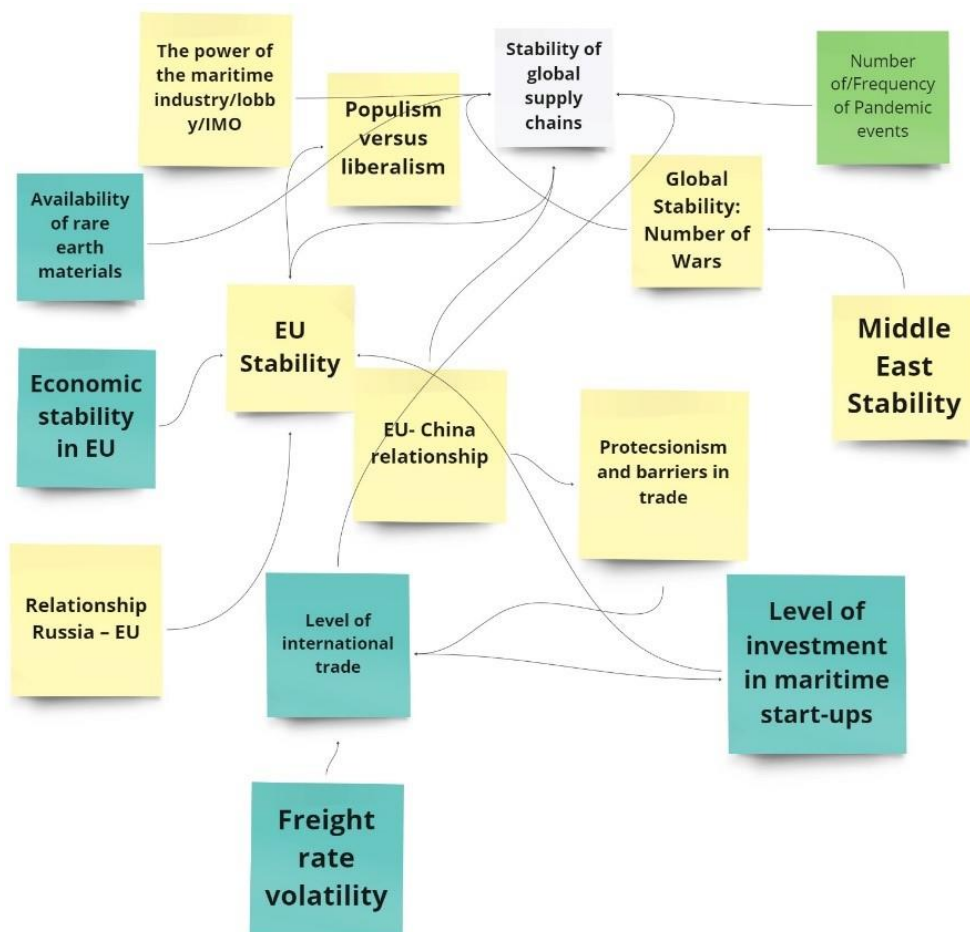 The power of
the maritime
industry/lobb
y/IMO
Populism
versus
liberalism
Stability of
global
supply
chains
Number
of/Frequency
of Pandemic
events
Availability
of rare
earth
materials
Global
Stability:
Number of
Wars
EU
Stability
Middle
East
Stability
Economic
stability
in EU
EU- China
relationship
Protecsionism
and barriers in
trade
Relationship
Russia – EU
Level of
international
trade
Level of
investment
in maritime
start-ups
Freight
rate
volatility